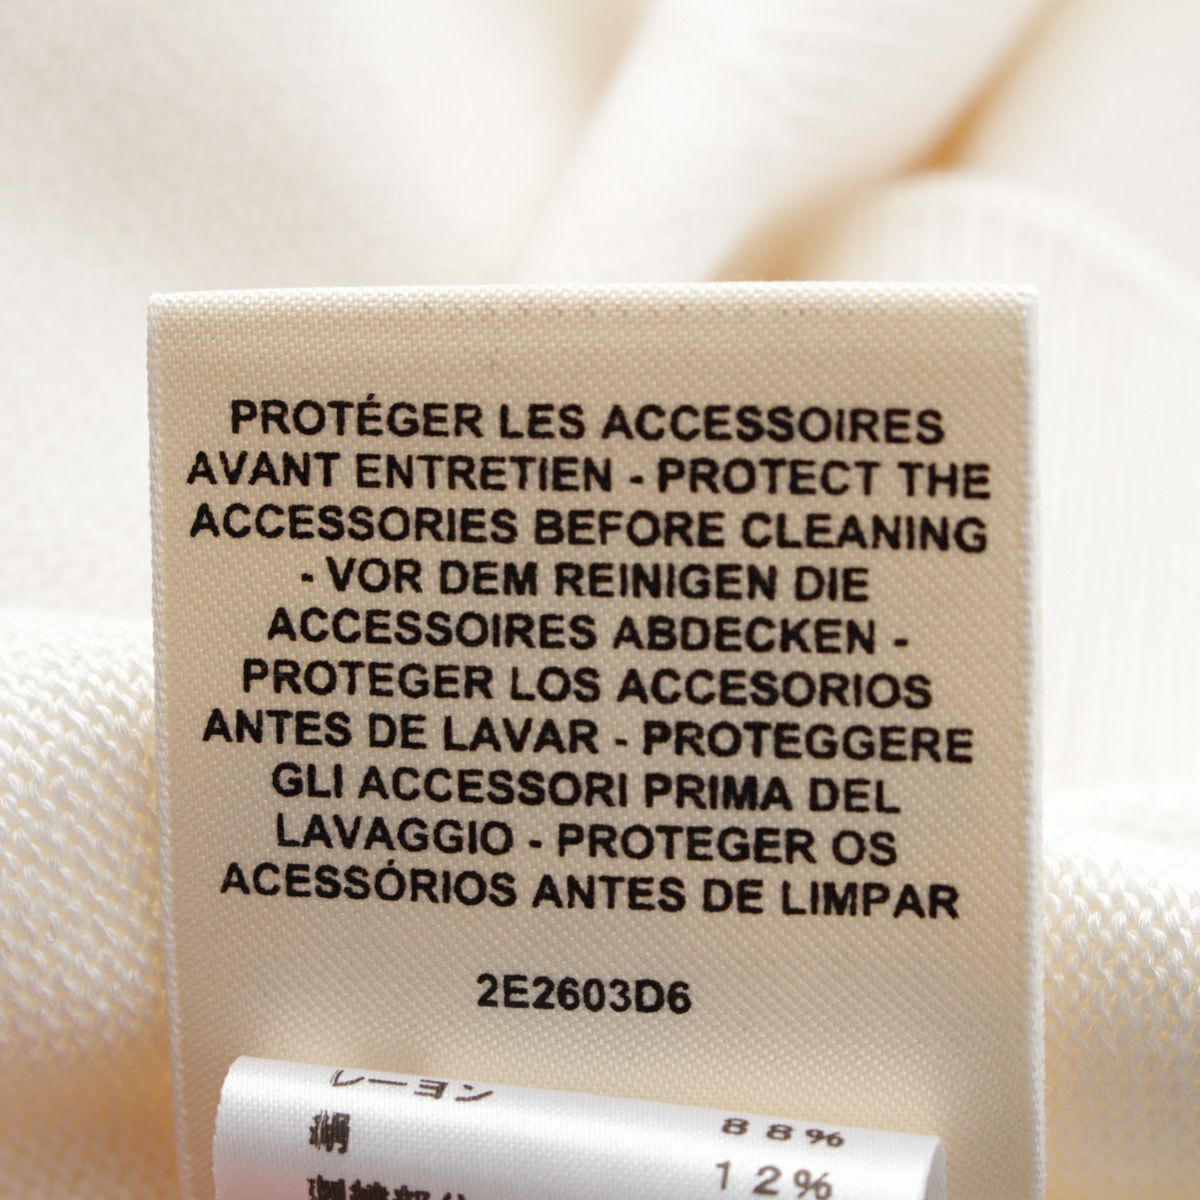 PROTÉGER LES ACCESSOIRES
AVANT ENTRETIEN - PROTECT THE
ACCESSORIES BEFORE CLEANING
- VOR DEM REINIGEN DIE
ACCESSOIRES ABDECKEN -
PROTEGER LOS ACCESORIOS
ANTES DE LAVAR - PROTEGGERE
GLI ACCESSORI PRIMA DEL
LAVAGGIO - PROTEGER OS
ACESSÓRIOS ANTES DE LIMPAR
2E2603D6
レーヨン 88%
12%